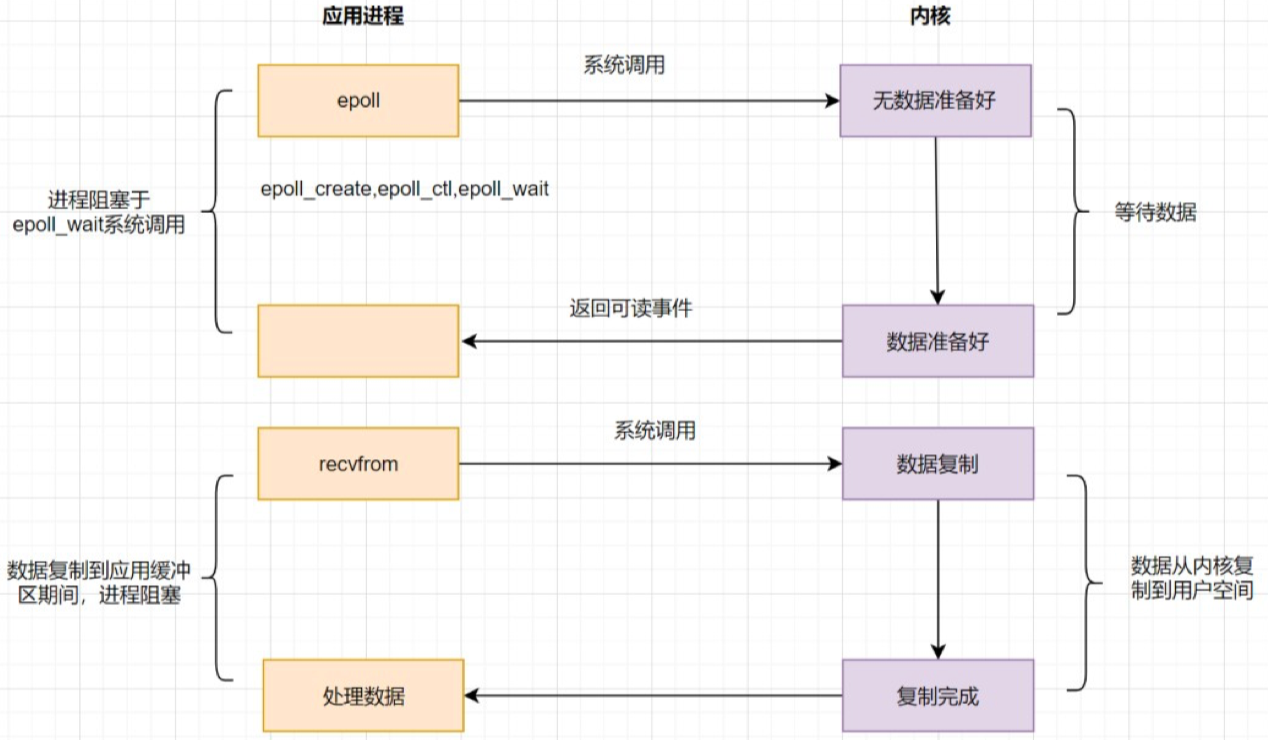 应用进程
内核
系统调用
epoll
无数据准备好
epoll_create,epoll_ctl,epoll_wait
进程阻塞于
epoll_wait系统调用
等待数据
返回可读事件
数据准备好
系统调用
recvfrom
数据复制
数据复制到应用缓冲
区期间，进程阻塞
数据从内核复
制到用户空间
处理数据
复制完成